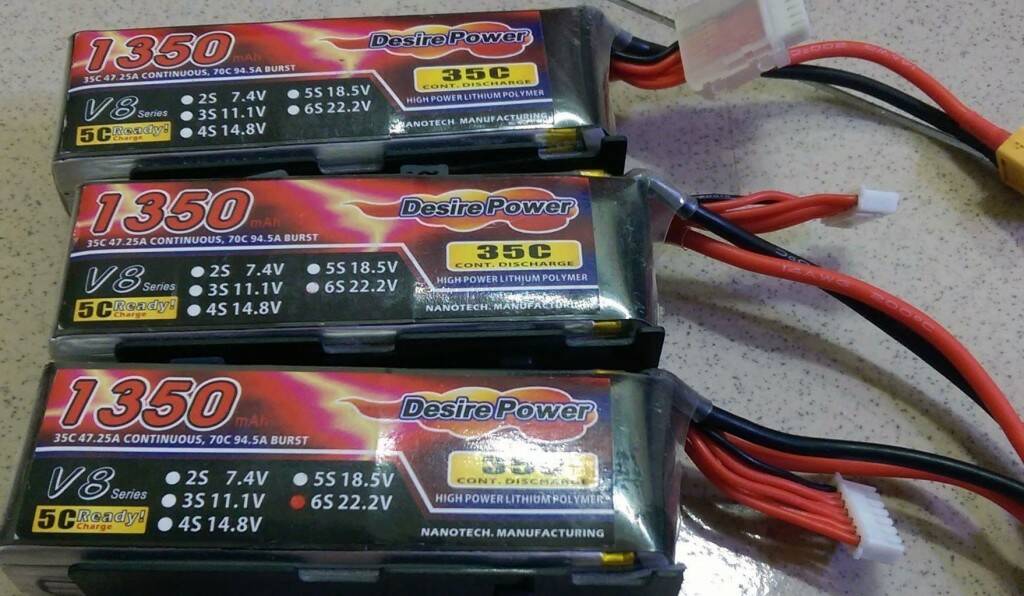 1350 mAh
Desire Power
35C 47.25A CONTINUOUS, 70C 94.5A BURST
35C
CONT. DISCHARGE
HIGH POWER LITHIUM POLYMER
V8 Series
2S 7.4V
5S 18.5V
3S 11.1V
6S 22.2V
4S 14.8V
5C Ready!
Charge
NANOTECH. MANUFACTURING
1350 mAh
Desire Power
35C 47.25A CONTINUOUS, 70C 94.5A BURST
35C
CONT. DISCHARGE
HIGH POWER LITHIUM POLYMER
V8 Series
2S 7.4V
5S 18.5V
3S 11.1V
6S 22.2V
4S 14.8V
5C Ready!
Charge
NANOTECH. MANUFACTURING
1350 mAh
Desire Power
35C 47.25A CONTINUOUS, 70C 94.5A BURST
35C
CONT. DISCHARGE
HIGH POWER LITHIUM POLYMER
V8 Series
2S 7.4V
5S 18.5V
3S 11.1V
6S 22.2V
4S 14.8V
5C Ready!
Charge
NANOTECH. MANUFACTURING